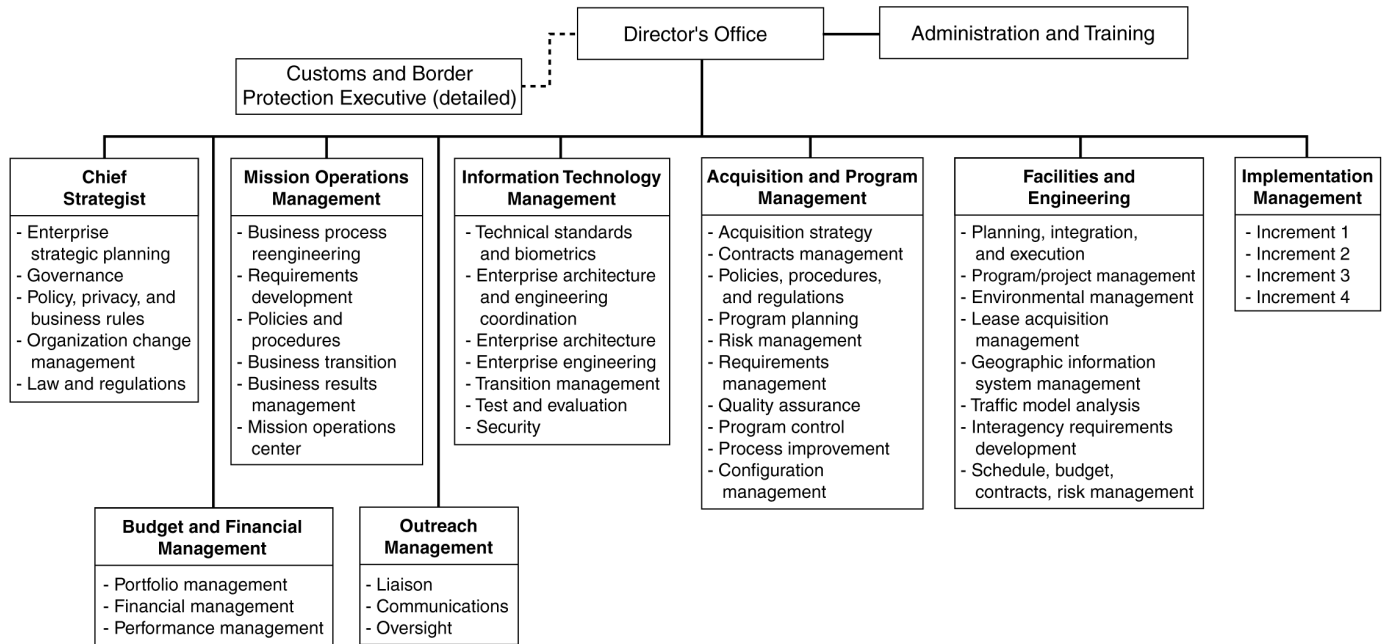 Director's Office
Administration and Training
Customs and Border
Protection Executive (detailed)
Chief
Strategist
- Enterprise
strategic planning
- Governance
- Policy, privacy, and
business rules
- Organization change
management
- Law and regulations
Mission Operations
Management
- Business process
reengineering
- Requirements
development
- Policies and
procedures
- Business transition
- Business results
management
- Mission operations
center
Information Technology
Management
- Technical standards
and biometrics
- Enterprise architecture
and engineering
coordination
- Enterprise architecture
- Enterprise engineering
- Transition management
- Test and evaluation
- Security
Acquisition and Program
Management
- Acquisition strategy
- Contracts management
- Policies, procedures,
and regulations
- Program planning
- Risk management
- Requirements
management
- Quality assurance
- Program control
- Process improvement
- Configuration
management
Facilities and
Engineering
- Planning, integration,
and execution
- Program/project management
- Environmental management
- Lease acquisition
management
- Geographic information
system management
- Traffic model analysis
- Interagency requirements
development
- Schedule, budget,
contracts, risk management
Implementation
Management
- Increment 1
- Increment 2
- Increment 3
- Increment 4
Budget and Financial
Management
- Portfolio management
- Financial management
- Performance management
Outreach
Management
- Liaison
- Communications
- Oversight